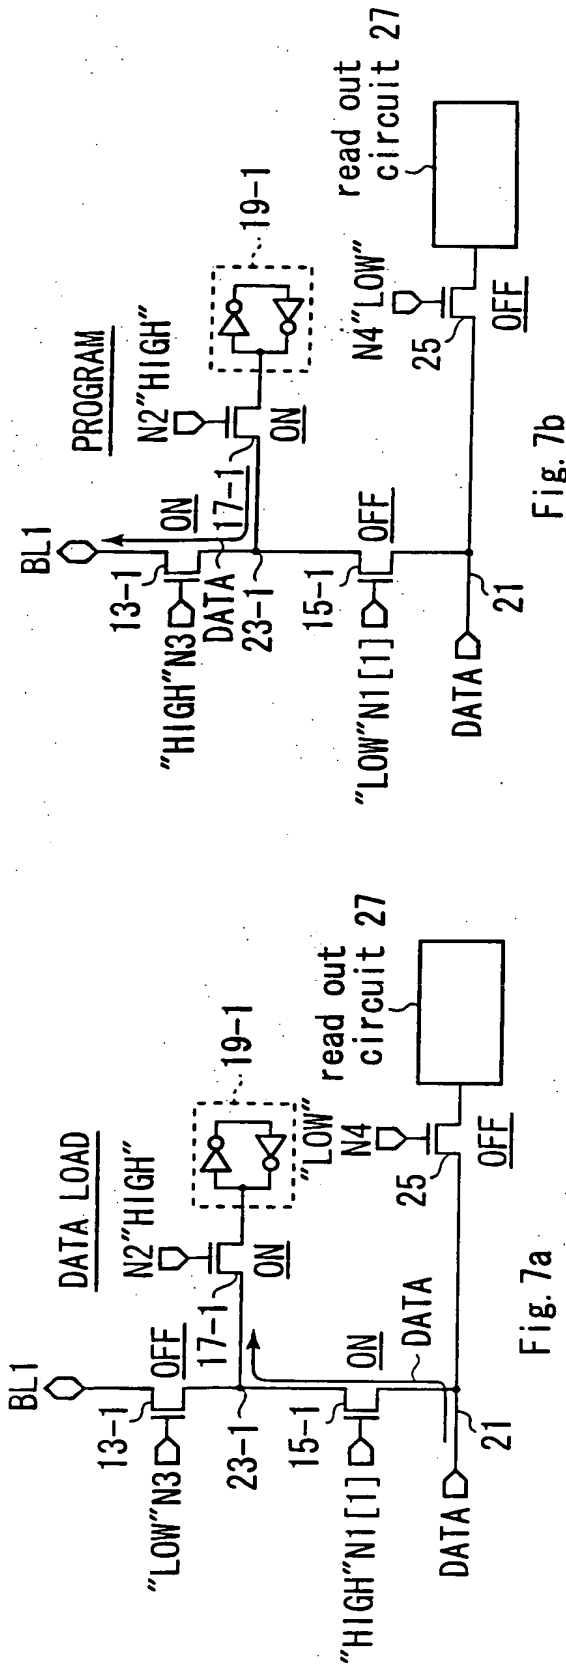 DATA LOAD
BL1
13-1
OFF
"LOW"N3
N2"HIGH"
17-1
ON
19-1
23-1
15-1
ON
"HIGH"N1[1]
DATA
DATA
21
"LOW"
N4
25
OFF
read out
circuit 27
Fig. 7a
PROGRAM
BL1
13-1
ON
"HIGH"N3
DATA
N2"HIGH"
17-1
ON
19-1
23-1
15-1
OFF
"LOW"N1[1]
DATA
21
N4"LOW"
25
OFF
read out
circuit 27
Fig. 7b